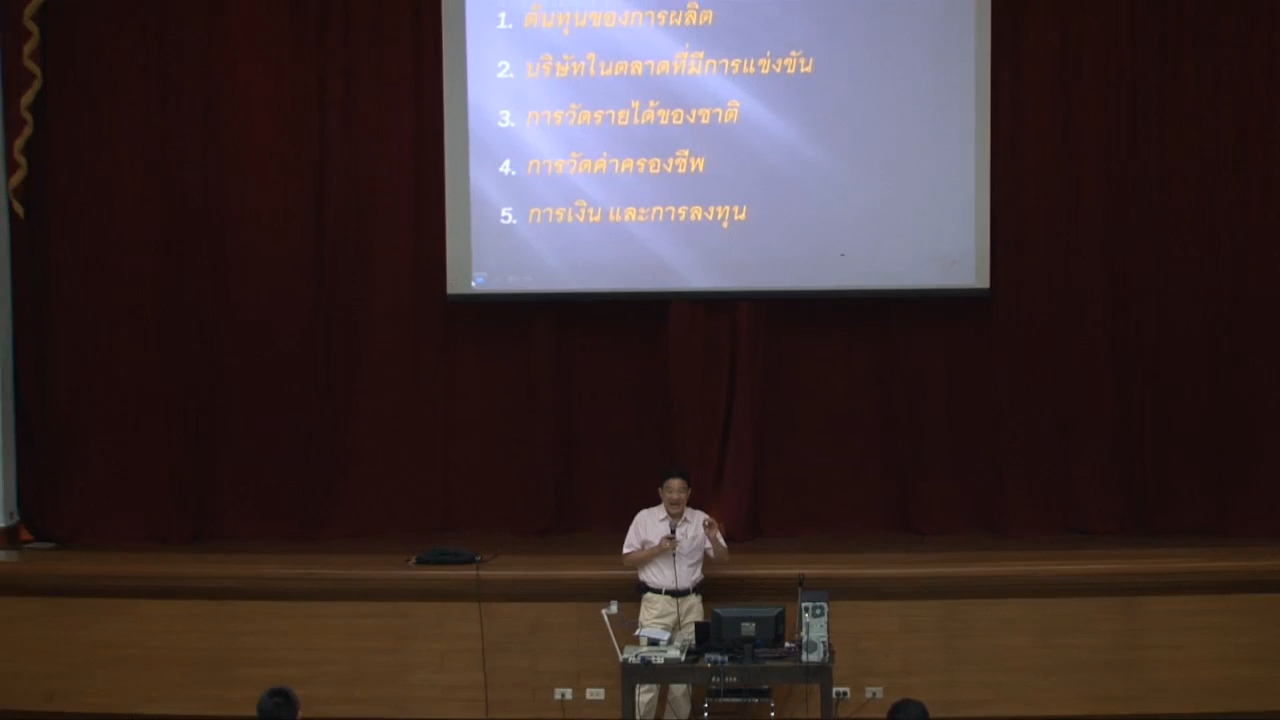 1. ต้นทุนของการผลิต
2. บริษัทในตลาดที่มีการแข่งขัน
3. การวัดรายได้ของชาติ
4. การวัดค่าครองชีพ
5. การเงิน และการลงทุน